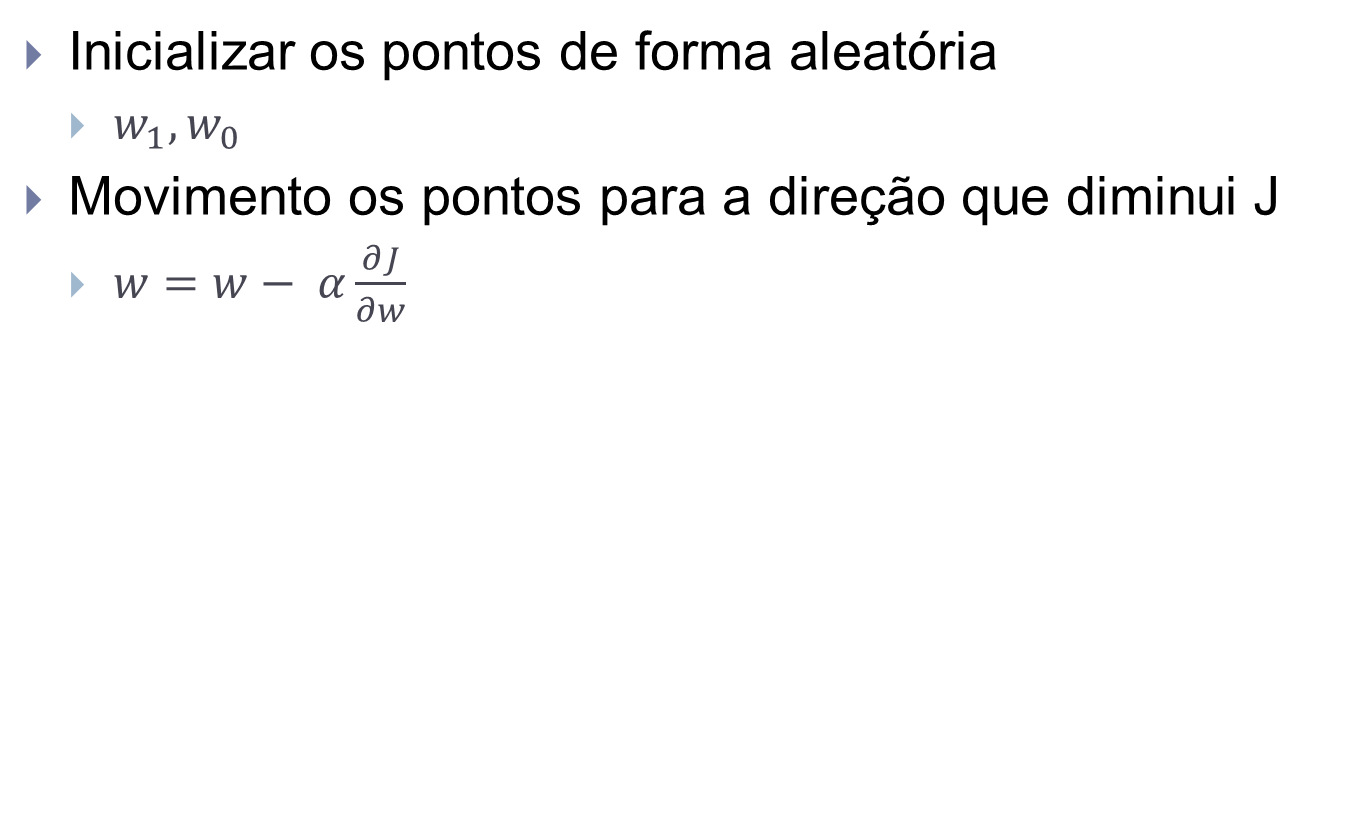 Inicializar os pontos de forma aleatória
w₁, w₀
Movimento os pontos para a direção que diminui J
w = w − α ∂J/∂w